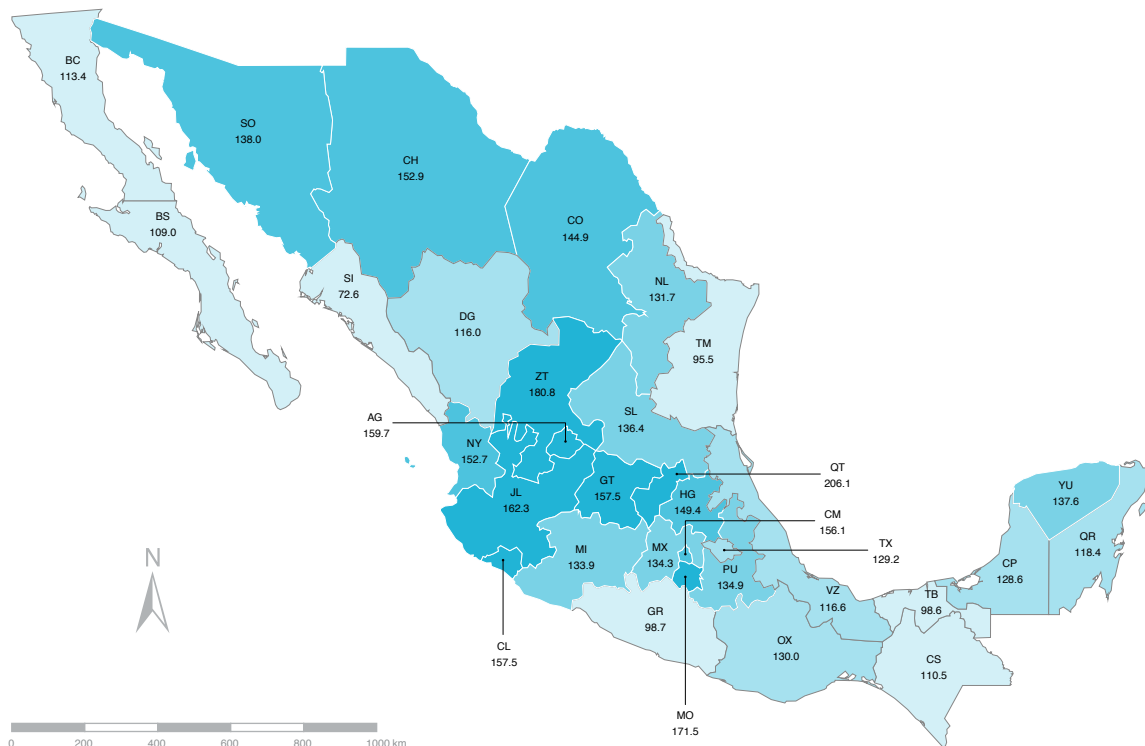 BC
113.4
SO
138.0
CH
152.9
BS
109.0
CO
144.9
SI
72.6
NL
131.7
DG
116.0
TM
95.5
ZT
180.8
AG
159.7
SL
136.4
NY
152.7
QT
206.1
GT
157.5
JL
162.3
HG
149.4
YU
137.6
CM
156.1
TX
129.2
QR
118.4
MI
133.9
MX
134.3
PU
134.9
CP
128.6
VZ
116.6
TB
98.6
GR
98.7
OX
130.0
CS
110.5
CL
157.5
MO
171.5
N
0 200 400 600 800 1000 km